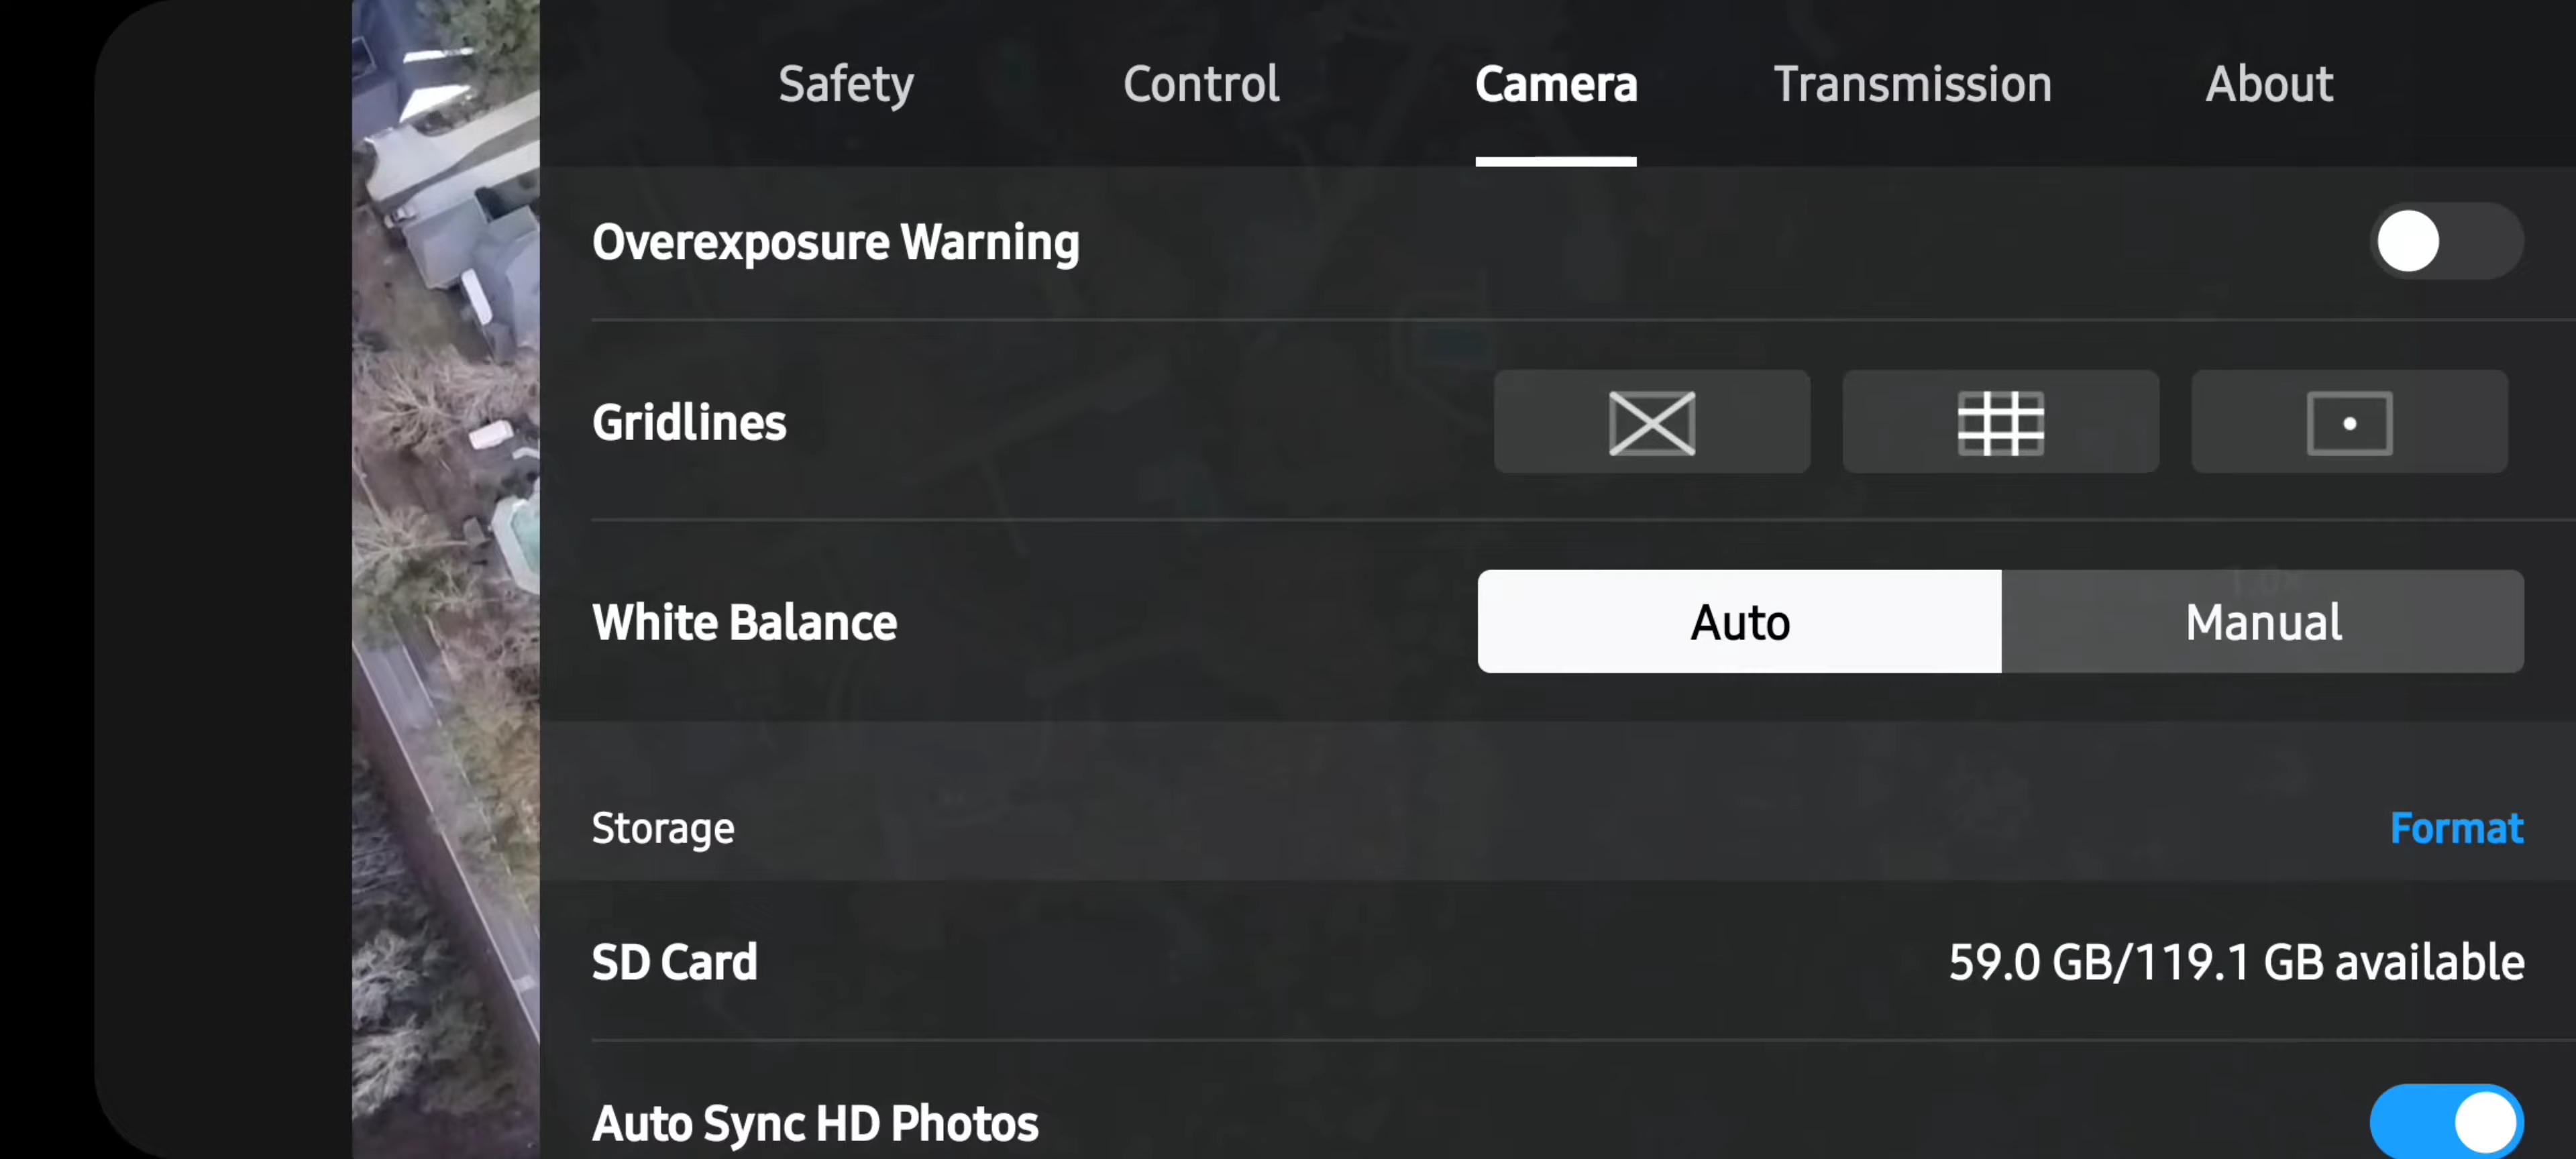 Safety Control Camera Transmission About
Overexposure Warning
Gridlines
White Balance Auto Manual
Storage Format
SD Card 59.0 GB/119.1 GB available
Auto Sync HD Photos